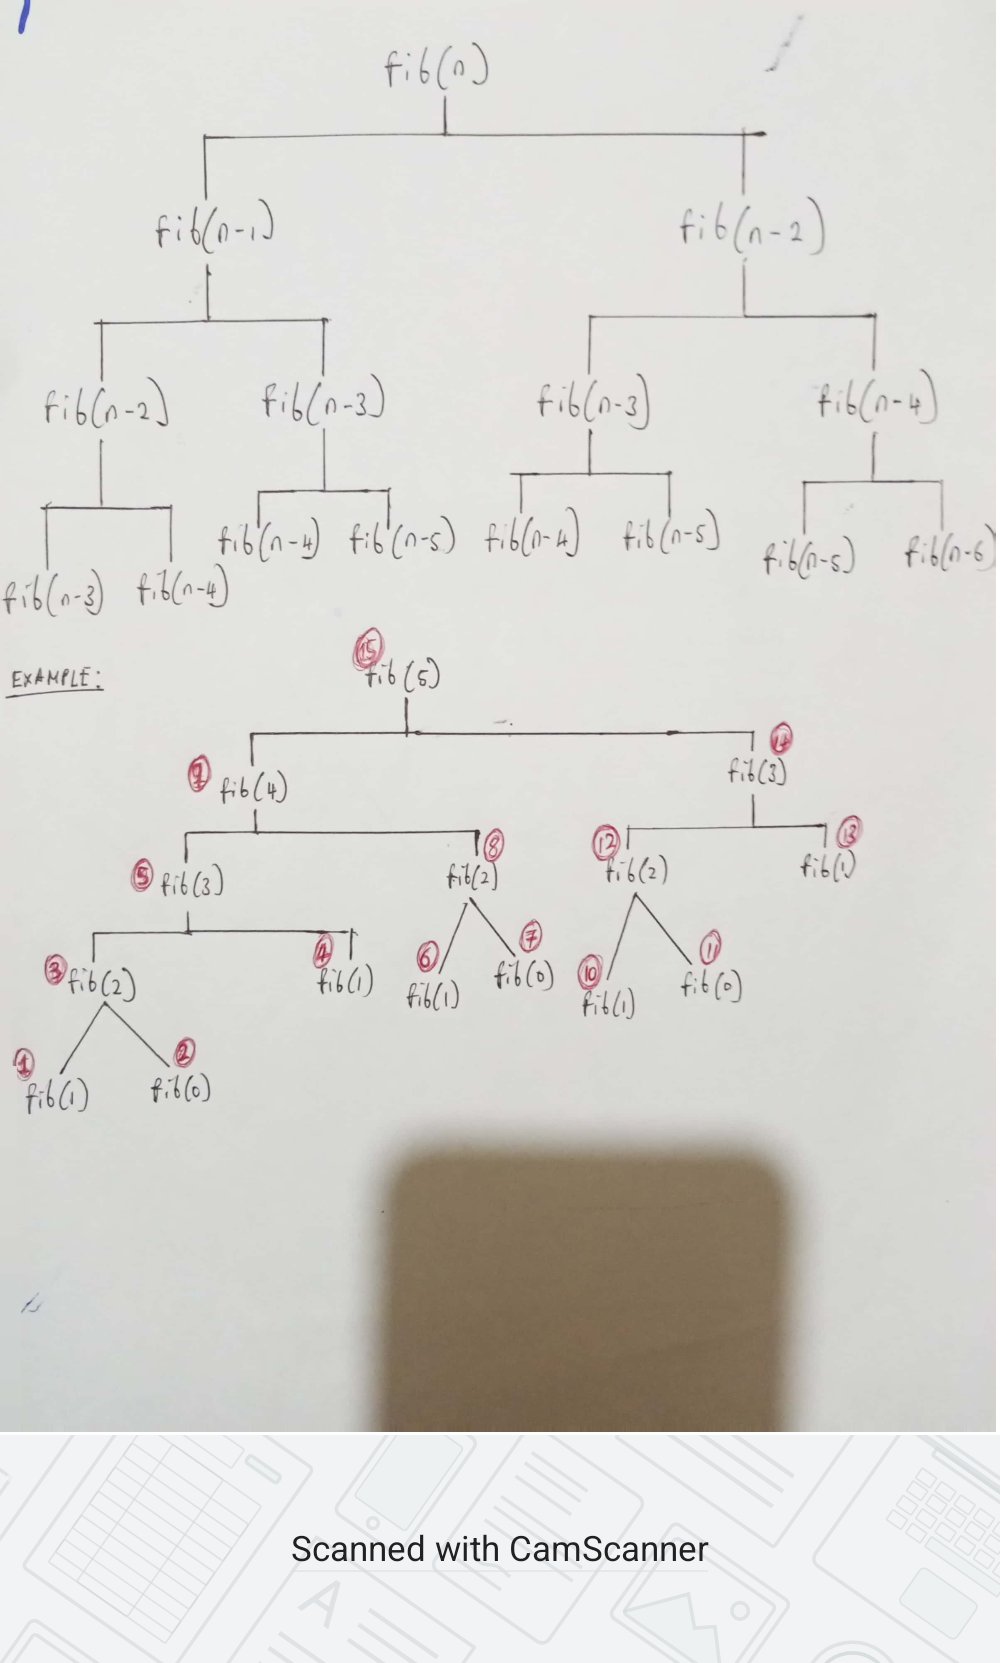 fib(n)
fib(n-1) fib(n-2)
fib(n-2) fib(n-3) fib(n-3) fib(n-4)
fib(n-4) fib(n-5) fib(n-4) fib(n-5) fib(n-5) fib(n-6)
fib(n-3) fib(n-4)
15
EXAMPLE: fib(5)
14
9 fib(4) fib(3)
8 12 13
5 fib(3) fib(2) fib(2) fib(1)
4 6 7 10 11
3 fib(2) fib(1) fib(1) fib(0) fib(1) fib(0)
1 2
fib(1) fib(0)
Scanned with CamScanner